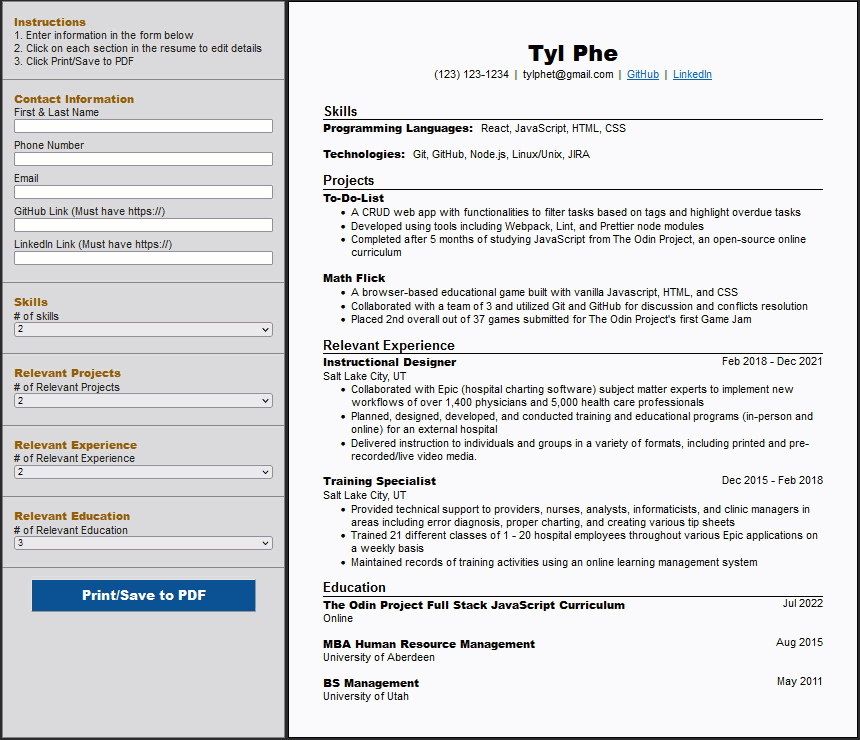 Instructions
1. Enter information in the form below
2. Click on each section in the resume to edit details
3. Click Print/Save to PDF
Contact Information
First & Last Name
Phone Number
Email
GitHub Link (Must have https://)
LinkedIn Link (Must have https://)
Skills
# of skills
2
Relevant Projects
# of Relevant Projects
2
Relevant Experience
# of Relevant Experience
2
Relevant Education
# of Relevant Education
3
Print/Save to PDF
Tyl Phe
(123) 123-1234 | tylphet@gmail.com | GitHub | LinkedIn
Skills
Programming Languages: React, JavaScript, HTML, CSS
Technologies: Git, GitHub, Node.js, Linux/Unix, JIRA
Projects
To-Do-List
• A CRUD web app with functionalities to filter tasks based on tags and highlight overdue tasks
• Developed using tools including Webpack, Lint, and Prettier node modules
• Completed after 5 months of studying JavaScript from The Odin Project, an open-source online
curriculum
Math Flick
• A browser-based educational game built with vanilla Javascript, HTML, and CSS
• Collaborated with a team of 3 and utilized Git and GitHub for discussion and conflicts resolution
• Placed 2nd overall out of 37 games submitted for The Odin Project's first Game Jam
Relevant Experience
Instructional Designer Feb 2018 - Dec 2021
Salt Lake City, UT
• Collaborated with Epic (hospital charting software) subject matter experts to implement new
workflows of over 1,400 physicians and 5,000 health care professionals
• Planned, designed, developed, and conducted training and educational programs (in-person and
online) for an external hospital
• Delivered instruction to individuals and groups in a variety of formats, including printed and pre-
recorded/live video media.
Training Specialist Dec 2015 - Feb 2018
Salt Lake City, UT
• Provided technical support to providers, nurses, analysts, informaticists, and clinic managers in
areas including error diagnosis, proper charting, and creating various tip sheets
• Trained 21 different classes of 1 - 20 hospital employees throughout various Epic applications on
a weekly basis
• Maintained records of training activities using an online learning management system
Education
The Odin Project Full Stack JavaScript Curriculum Jul 2022
Online
MBA Human Resource Management Aug 2015
University of Aberdeen
BS Management May 2011
University of Utah